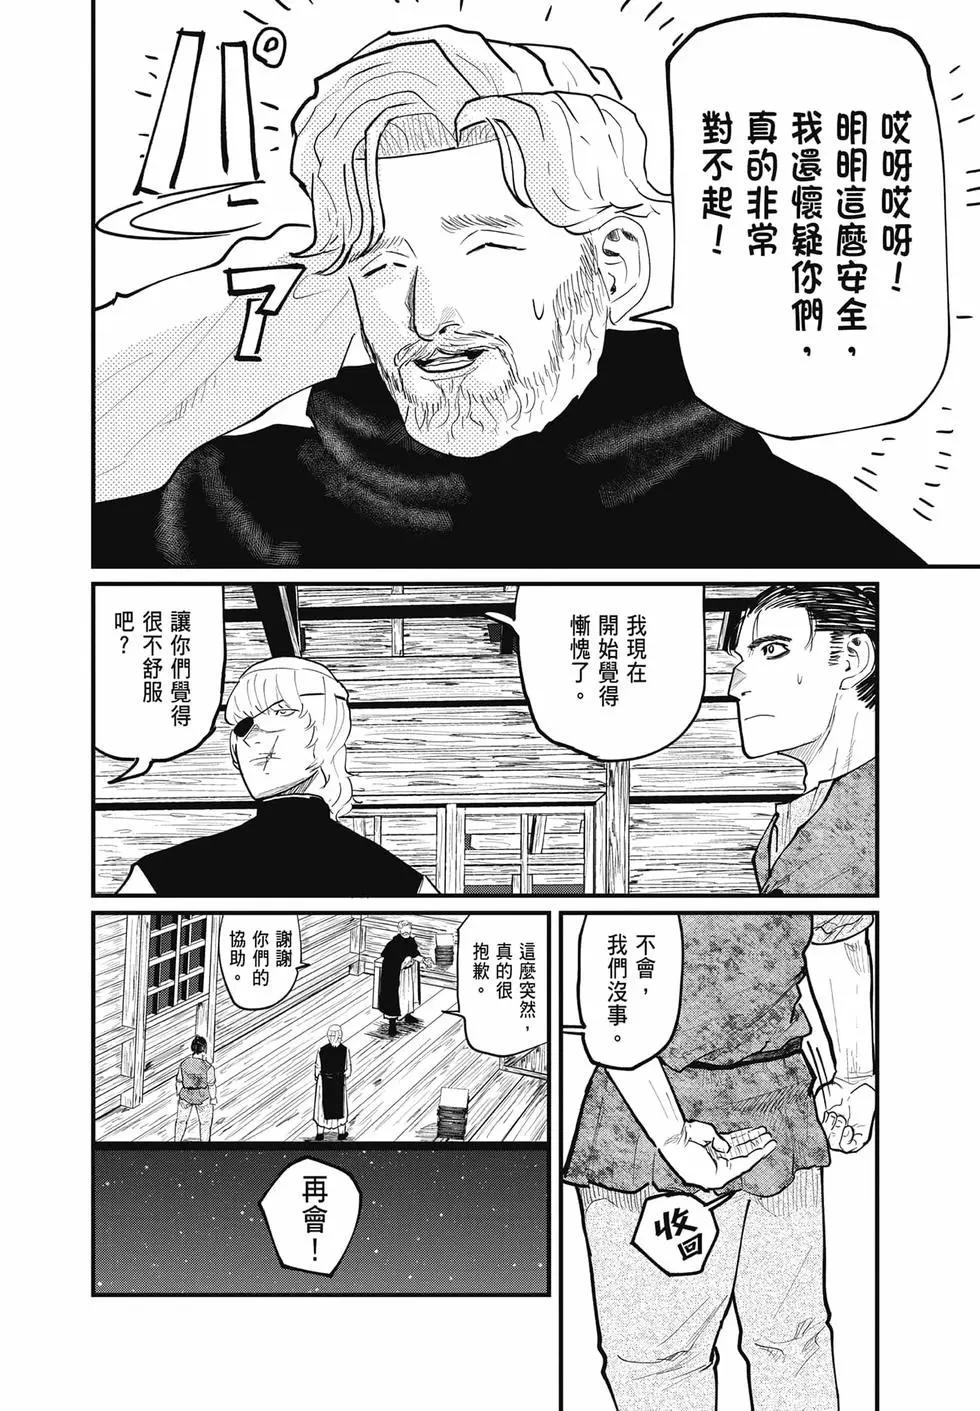 哎呀哎呀！
明明這麼安全，
我還懷疑你們，
真的非常
對不起！
パァ
我現在
開始覺得
慚愧了。
讓你們覺得
很不舒服
吧？
不會，
我們沒事。
收回
這麼突然，
真的很
抱歉。
謝謝
你們的
協助。
再會！